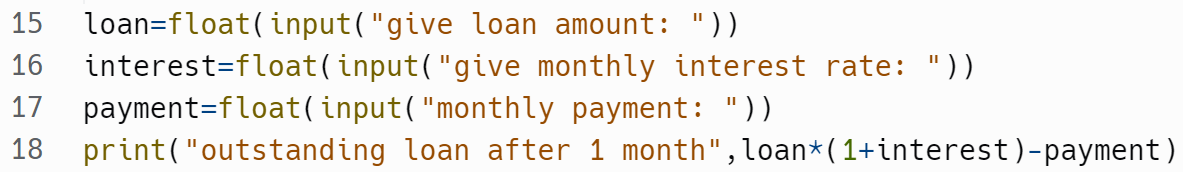 15 loan=float(input("give loan amount: "))
16 interest=float(input("give monthly interest rate: "))
17 payment=float(input("monthly payment: "))
18 print("outstanding loan after 1 month",loan*(1+interest)-payment)